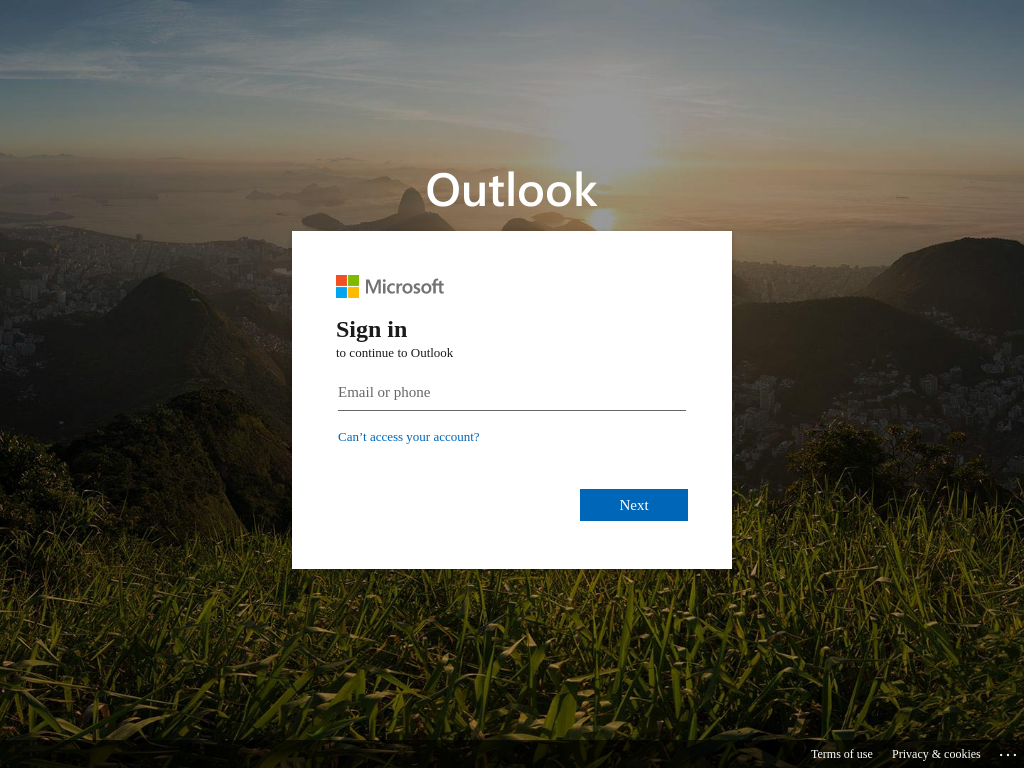 Outlook
Microsoft
Sign in
to continue to Outlook
Email or phone
Can’t access your account?
Next
Terms of use Privacy & cookies ...